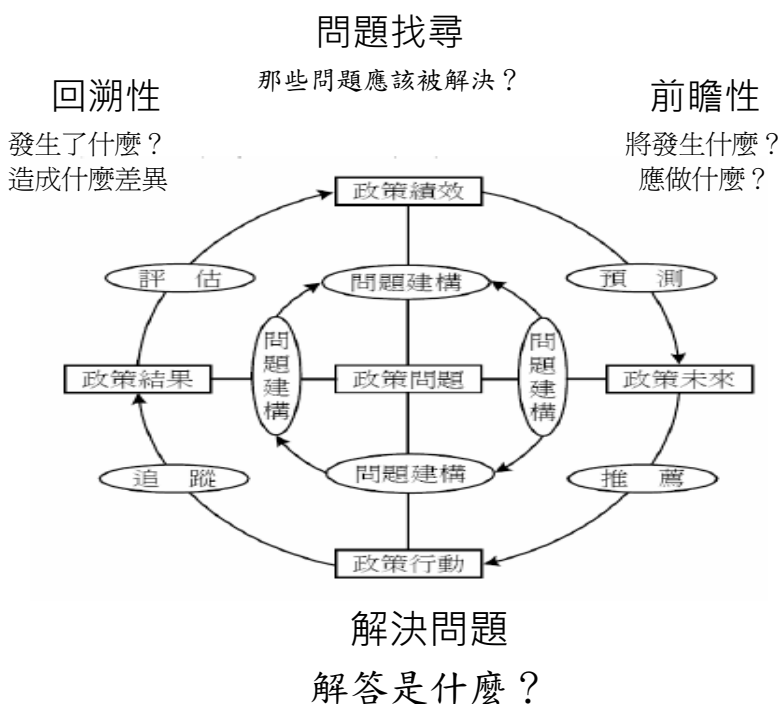 問題找尋
那些問題應該被解決？
回溯性
發生了什麼？
造成什麼差異
前瞻性
將發生什麼？
應做什麼？
政策績效
評 估
問題建構
預 測
政策結果
問題建構
政策問題
問題建構
政策未來
追 蹤
問題建構
推 薦
政策行動
解決問題
解答是什麼？